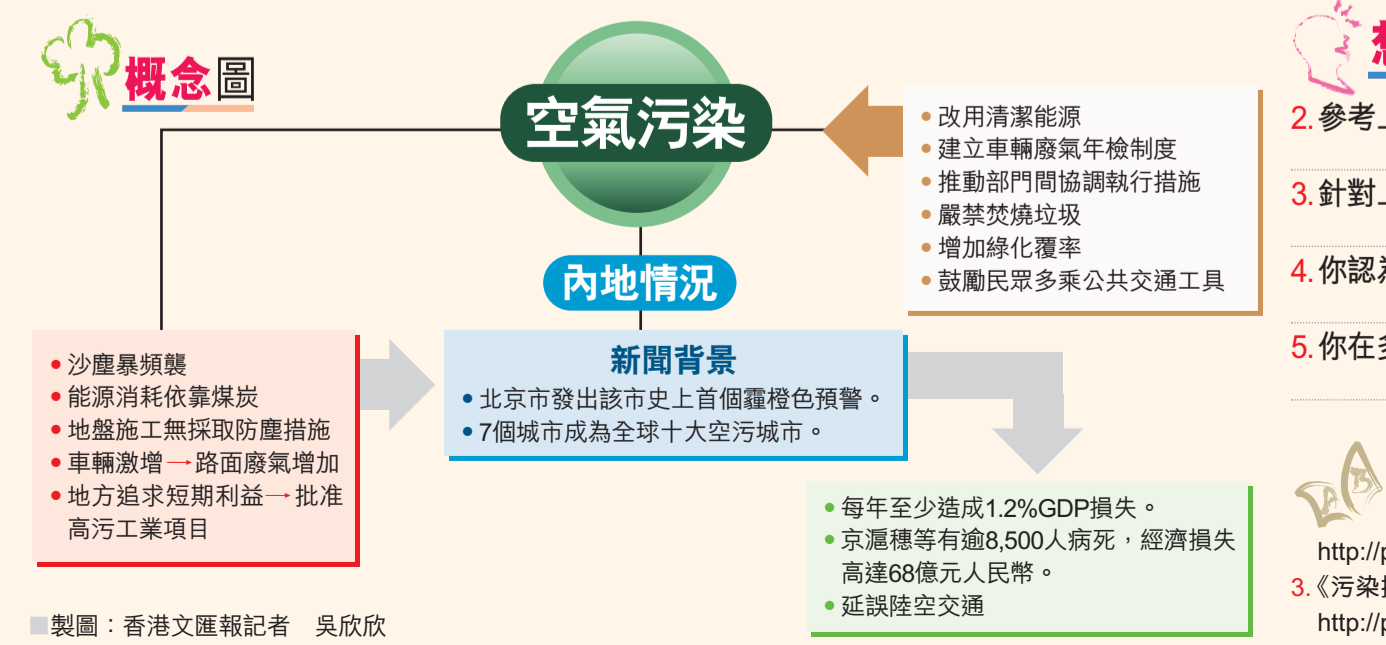 概念圖
空氣污染
• 改用清潔能源
• 建立車輛廢氣年檢制度
• 推動部門間協調執行措施
• 嚴禁焚燒垃圾
• 增加綠化覆率
• 鼓勵民眾多乘公共交通工具
內地情況
• 沙塵暴頻襲
• 能源消耗依靠煤炭
• 地盤施工無採取防塵措施
• 車輛激增→路面廢氣增加
• 地方追求短期利益→批准
高污工業項目
新聞背景
• 北京市發出該市史上首個霾橙色預警。
• 7個城市成為全球十大空污城市。
• 每年至少造成1.2%GDP損失。
• 京滬穗等有逾8,500人病死，經濟損失
高達68億元人民幣。
• 延誤陸空交通
■製圖：香港文匯報記者　吳欣欣
2. 參考
3. 針對
4. 你認
5. 你在
http://p
3.《污染
http://p